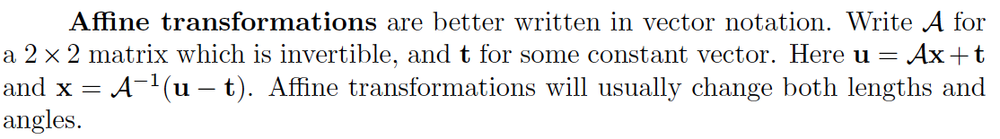 Affine transformations are better written in vector notation. Write 𝒜 for
a 2 × 2 matrix which is invertible, and t for some constant vector. Here u = 𝒜x + t
and x = 𝒜⁻¹(u − t). Affine transformations will usually change both lengths and
angles.